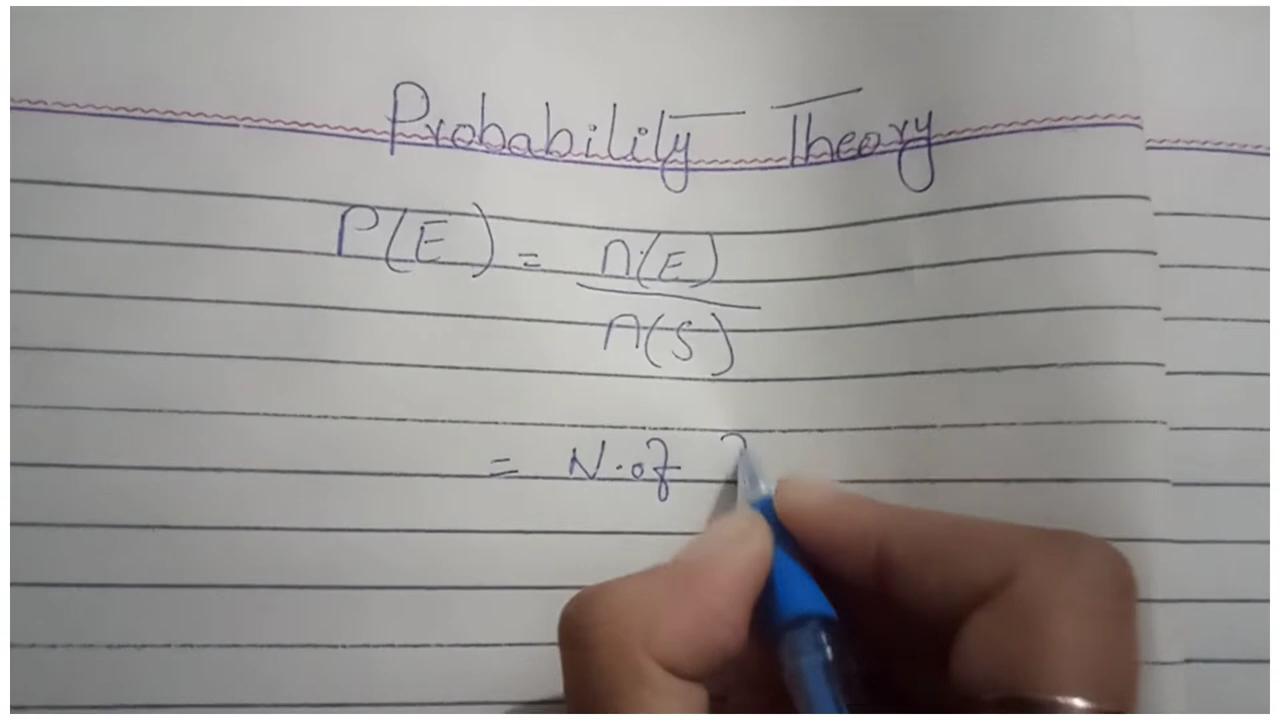 Probability Theory
P(E) = n(E)
n(S)
= N.of